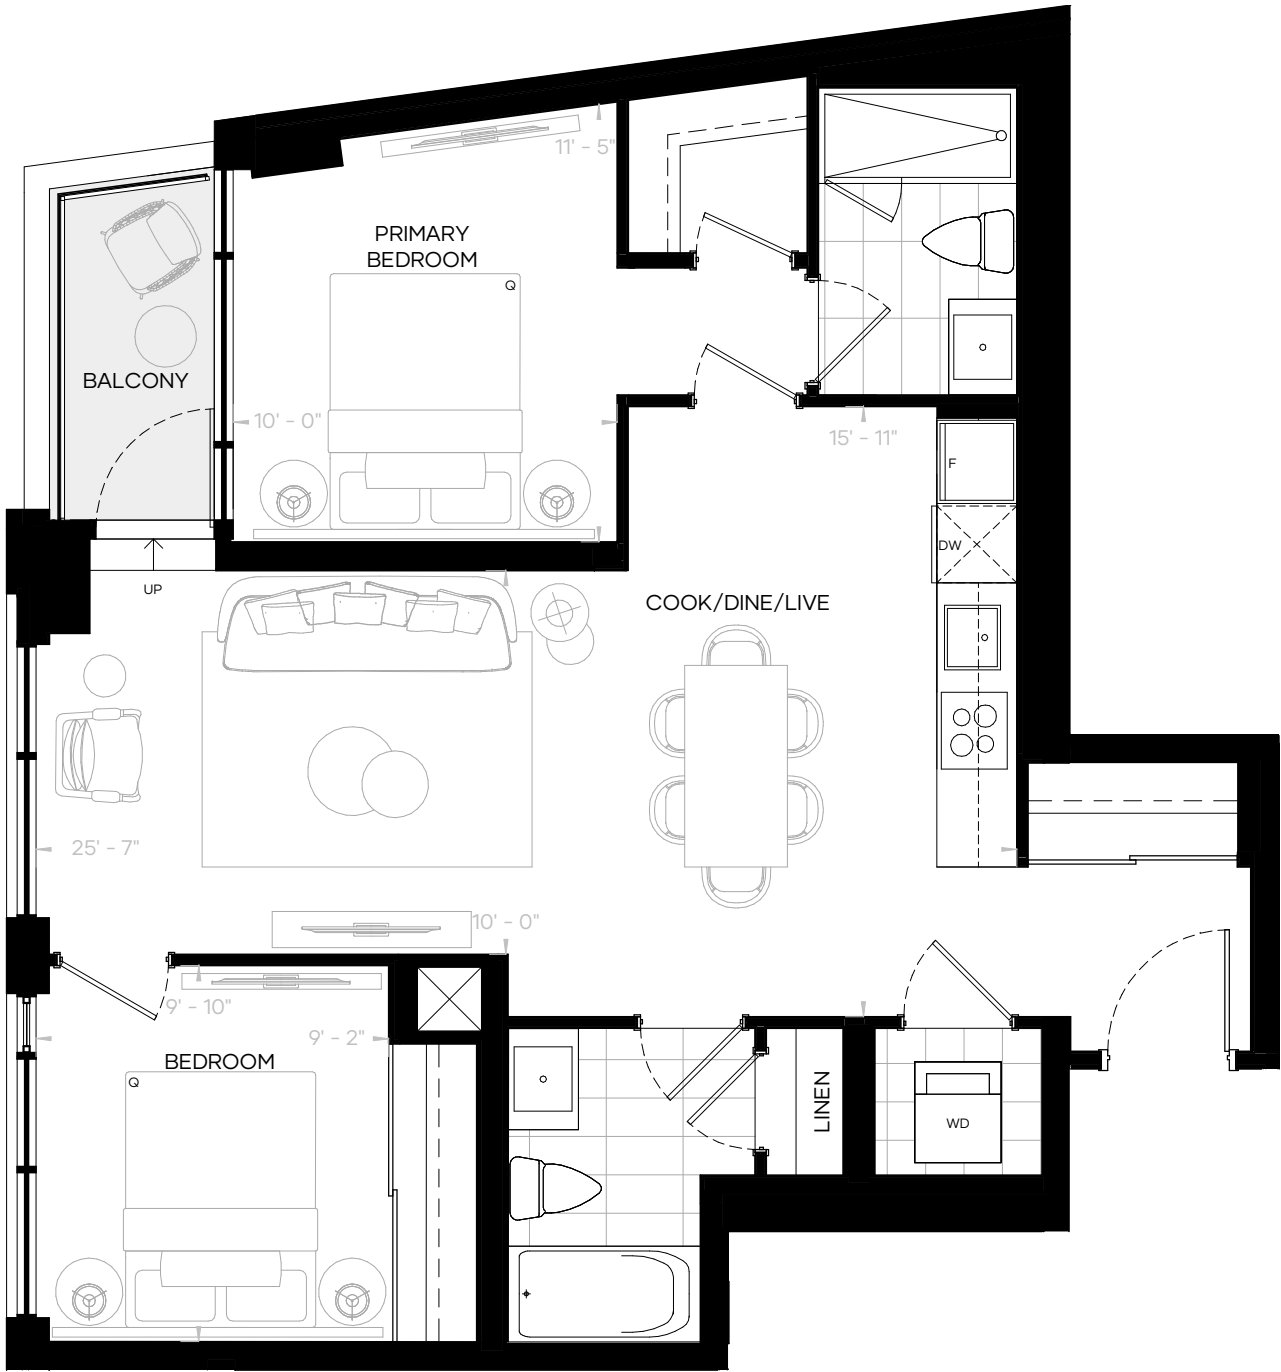 11' - 5"
PRIMARY
BEDROOM
Q
BALCONY
10' - 0"
15' - 11"
F
DW
UP
COOK/DINE/LIVE
25' - 7"
10' - 0"
9' - 10"
9' - 2"
BEDROOM
Q
LINEN
WD